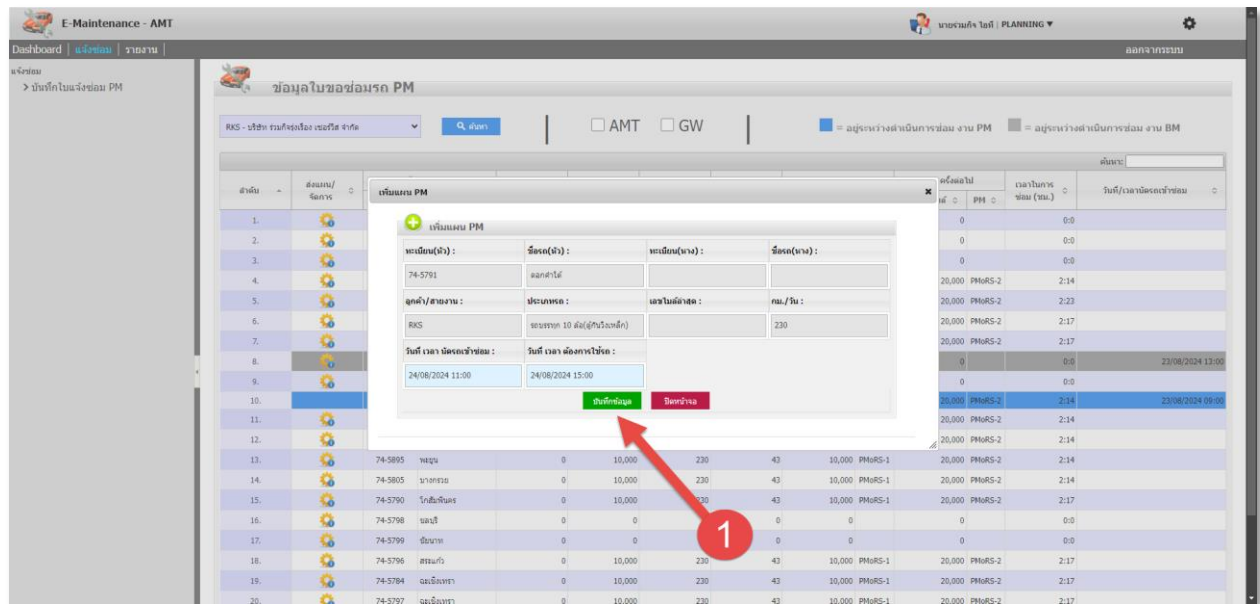 E-Maintenance - AMT
นายร่วมกิจ ไอที | PLANNING ▼
Dashboard | แจ้งซ่อม | รายงาน |
ออกจากระบบ
แจ้งซ่อม
> บันทึกใบแจ้งซ่อม PM
ข้อมูลใบขอซ่อมรถ PM
RKS - บริษัท ร่วมกิจรุ่งเรือง เซอร์วิส จำกัด
ค้นหา
AMT
GW
= อยู่ระหว่างดำเนินการซ่อม งาน PM
= อยู่ระหว่างดำเนินการซ่อม งาน BM
ค้นหา:
ลำดับ
ส่งแผน/
จัดการ
ครั้งต่อไป
PM
เวลาในการ
ซ่อม (ชม.)
วันที่/เวลานัดรถเข้าซ่อม
เพิ่มแผน PM
เพิ่มแผน PM
ทะเบียน(หัว) : ชื่อรถ(หัว) : ทะเบียน(หาง) : ชื่อรถ(หาง) :
74-5791 ดอกคำใต้
ลูกค้า/สายงาน : ประเภทรถ : เลขไมล์ล่าสุด : กม./วัน :
RKS รถบรรทุก 10 ล้อ(ตู้ทึบวิงเหล็ก) 230
วันที่ เวลา นัดรถเข้าซ่อม : วันที่ เวลา ต้องการใช้รถ :
24/08/2024 11:00 24/08/2024 15:00
บันทึกข้อมูล ปิดหน้าจอ
1
1. 0 0:0
2. 0 0:0
3. 0 0:0
4. 20,000 PMoRS-2 2:14
5. 20,000 PMoRS-2 2:23
6. 20,000 PMoRS-2 2:17
7. 20,000 PMoRS-2 2:17
8. 0 0:0 23/08/2024 13:00
9. 0 0:0
10. 20,000 PMoRS-2 2:14 23/08/2024 09:00
11. 20,000 PMoRS-2 2:14
12. 20,000 PMoRS-2 2:14
13. 74-5895 พะยูน 0 10,000 230 43 10,000 PMoRS-1 20,000 PMoRS-2 2:14
14. 74-5805 บางกรวย 0 10,000 230 43 10,000 PMoRS-1 20,000 PMoRS-2 2:14
15. 74-5790 โกสัมพีนคร 0 10,000 230 43 10,000 PMoRS-1 20,000 PMoRS-2 2:17
16. 74-5798 ชลบุรี 0 0 0 0 0 0:0
17. 74-5799 ชัยนาท 0 0 0 0 0 0:0
18. 74-5796 สระแก้ว 0 10,000 230 43 10,000 PMoRS-1 20,000 PMoRS-2 2:17
19. 74-5784 ฉะเชิงเทรา 0 10,000 230 43 10,000 PMoRS-1 20,000 PMoRS-2 2:17
20. 74-5797 ฉะเชิงเทรา 0 10,000 230 43 10,000 PMoRS-1 20,000 PMoRS-2 2:17